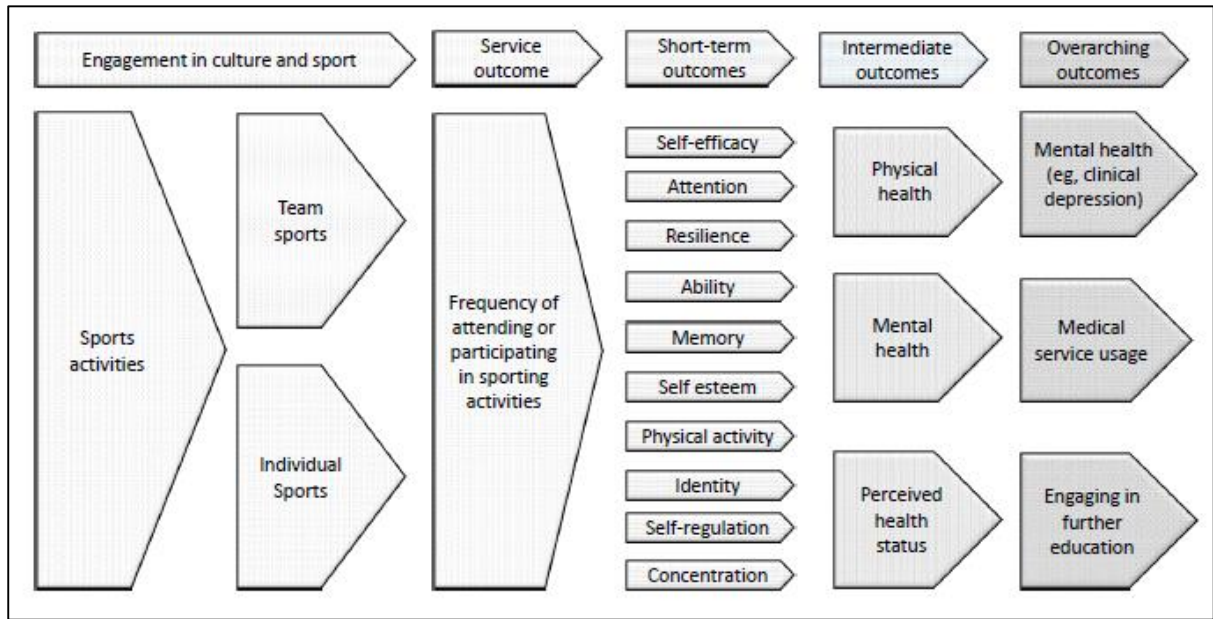 Engagement in culture and sport
Service
outcome
Short-term
outcomes
Intermediate
outcomes
Overarching
outcomes
Sports
activities
Team
sports
Individual
Sports
Frequency of
attending or
participating
in sporting
activities
Self-efficacy
Attention
Resilience
Ability
Memory
Self esteem
Physical activity
Identity
Self-regulation
Concentration
Physical
health
Mental
health
Perceived
health
status
Mental health
(eg, clinical
depression)
Medical
service usage
Engaging in
further
education